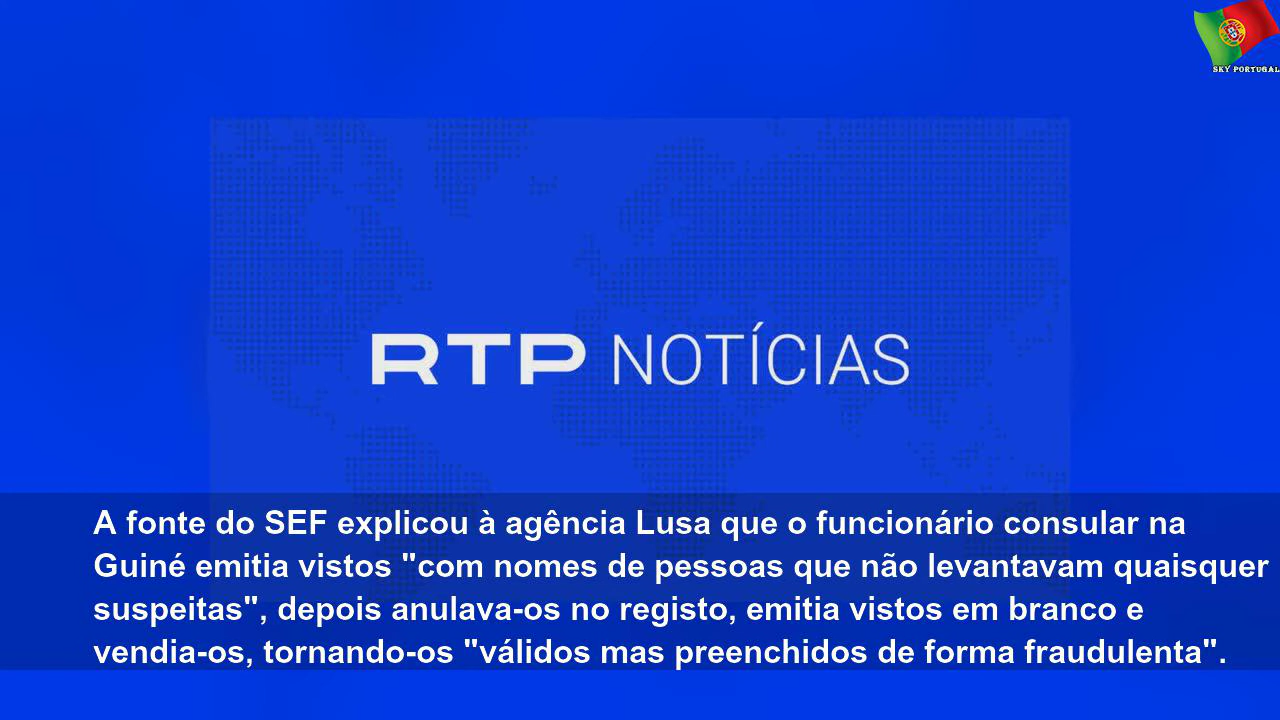 SKY PORTUGAL
RTP NOTÍCIAS
A fonte do SEF explicou à agência Lusa que o funcionário consular na
Guiné emitia vistos "com nomes de pessoas que não levantavam quaisquer
suspeitas", depois anulava-os no registo, emitia vistos em branco e
vendia-os, tornando-os "válidos mas preenchidos de forma fraudulenta".